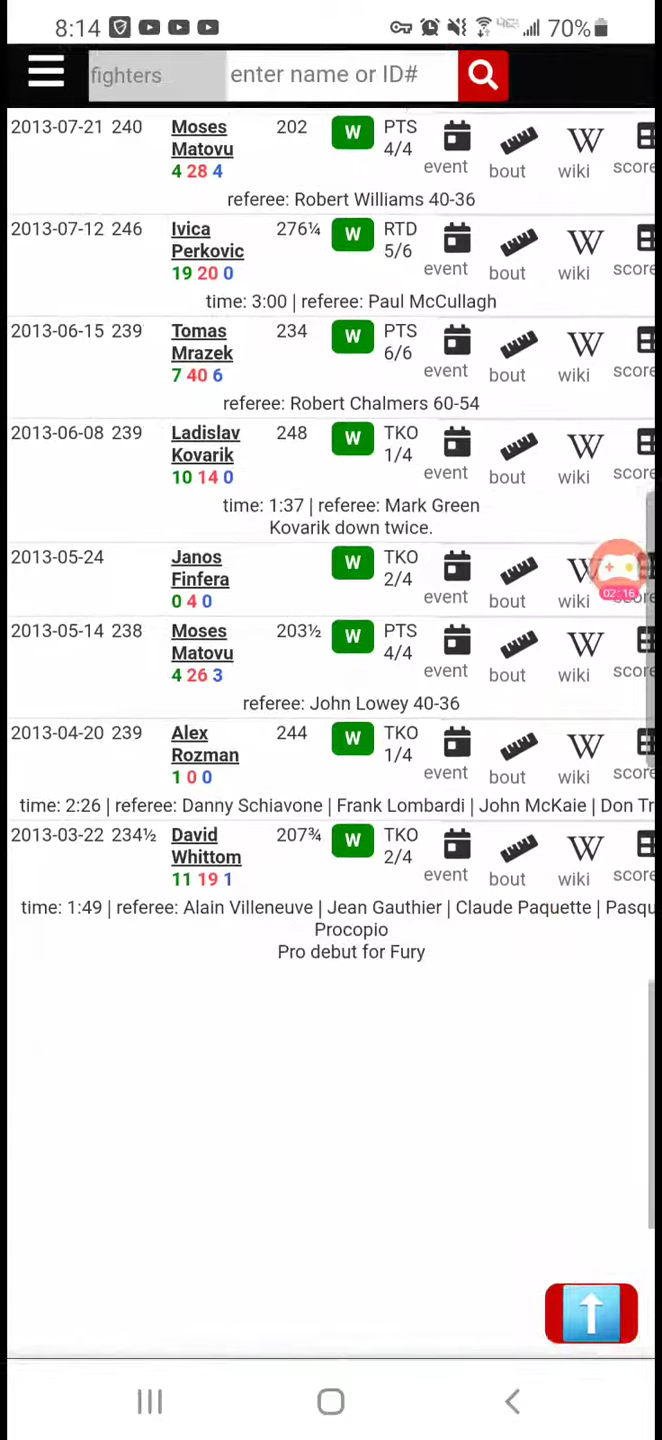 8:14 70%
fighters enter name or ID#
2013-07-21 240 Moses 202 W PTS
Matovu 4/4
4 28 4 event bout wiki score
referee: Robert Williams 40-36
2013-07-12 246 Ivica 276¼ W RTD
Perkovic 5/6
19 20 0 event bout wiki score
time: 3:00 | referee: Paul McCullagh
2013-06-15 239 Tomas 234 W PTS
Mrazek 6/6
7 40 6 event bout wiki score
referee: Robert Chalmers 60-54
2013-06-08 239 Ladislav 248 W TKO
Kovarik 1/4
10 14 0 event bout wiki score
time: 1:37 | referee: Mark Green
Kovarik down twice.
2013-05-24 Janos W TKO
Finfera 2/4
0 4 0 event bout wiki score
02:16
2013-05-14 238 Moses 203½ W PTS
Matovu 4/4
4 26 3 event bout wiki score
referee: John Lowey 40-36
2013-04-20 239 Alex 244 W TKO
Rozman 1/4
1 0 0 event bout wiki score
time: 2:26 | referee: Danny Schiavone | Frank Lombardi | John McKaie | Don Tr
2013-03-22 234½ David 207¾ W TKO
Whittom 2/4
11 19 1 event bout wiki score
time: 1:49 | referee: Alain Villeneuve | Jean Gauthier | Claude Paquette | Pasqu
Procopio
Pro debut for Fury